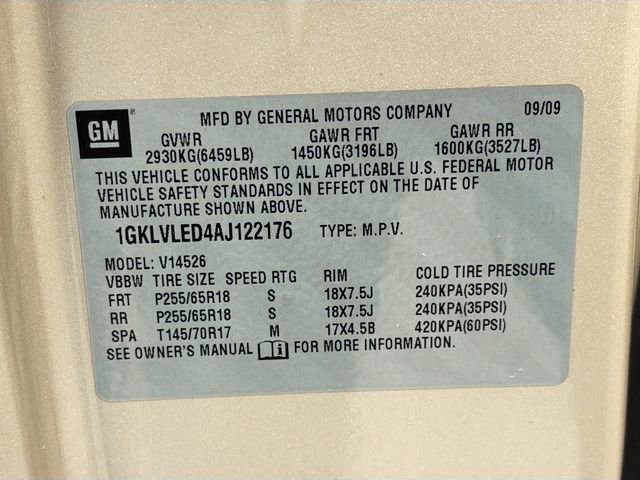 GM MFD BY GENERAL MOTORS COMPANY 09/09
GVWR GAWR FRT GAWR RR
2930KG(6459LB) 1450KG(3196LB) 1600KG(3527LB)
THIS VEHICLE CONFORMS TO ALL APPLICABLE U.S. FEDERAL MOTOR
VEHICLE SAFETY STANDARDS IN EFFECT ON THE DATE OF
MANUFACTURE SHOWN ABOVE.
1GKLVLED4AJ122176 TYPE: M.P.V.
MODEL: V14526
VBBW TIRE SIZE SPEED RTG RIM COLD TIRE PRESSURE
FRT P255/65R18 S 18X7.5J 240KPA(35PSI)
RR P255/65R18 S 18X7.5J 240KPA(35PSI)
SPA T145/70R17 M 17X4.5B 420KPA(60PSI)
SEE OWNER'S MANUAL i FOR MORE INFORMATION.